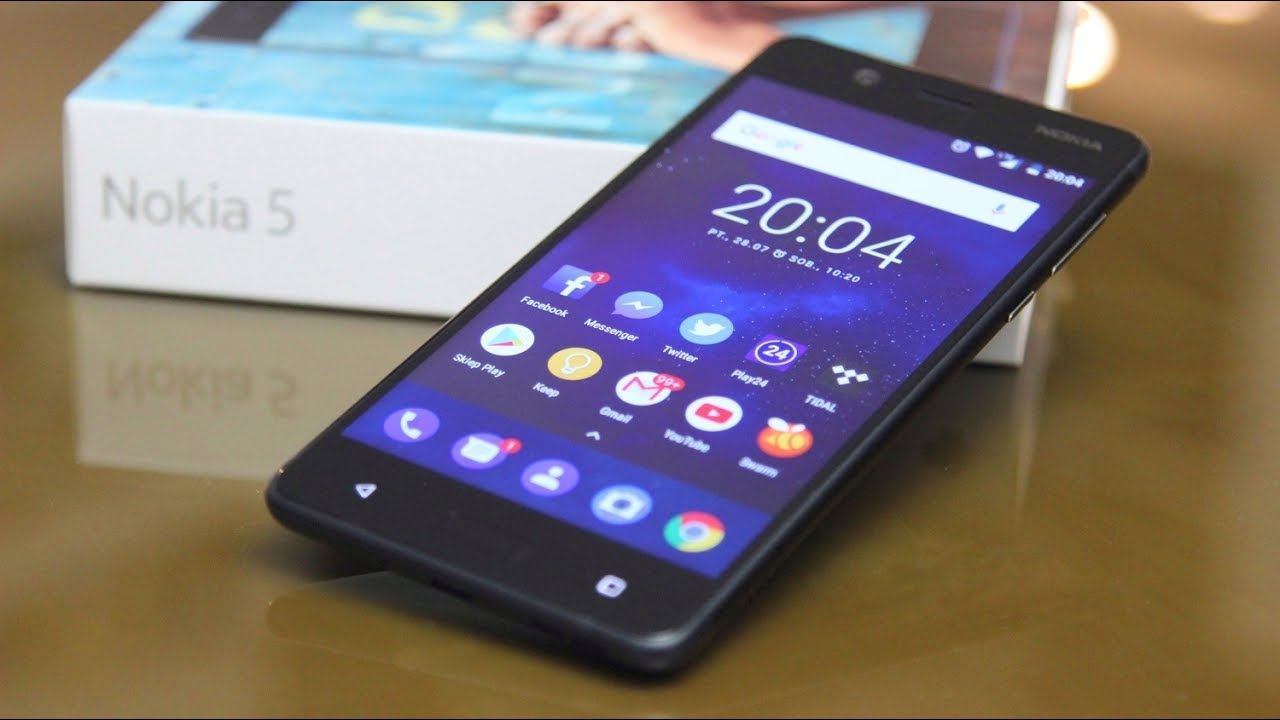 Nokia 5
NOKIA
20:04
Google
20:04
PT., 28.07 SOB., 10:20
1
Facebook
Messenger
Twitter
24
Play24
TIDAL
Sklep Play
Keep
99+
Gmail
YouTube
Swarm
1